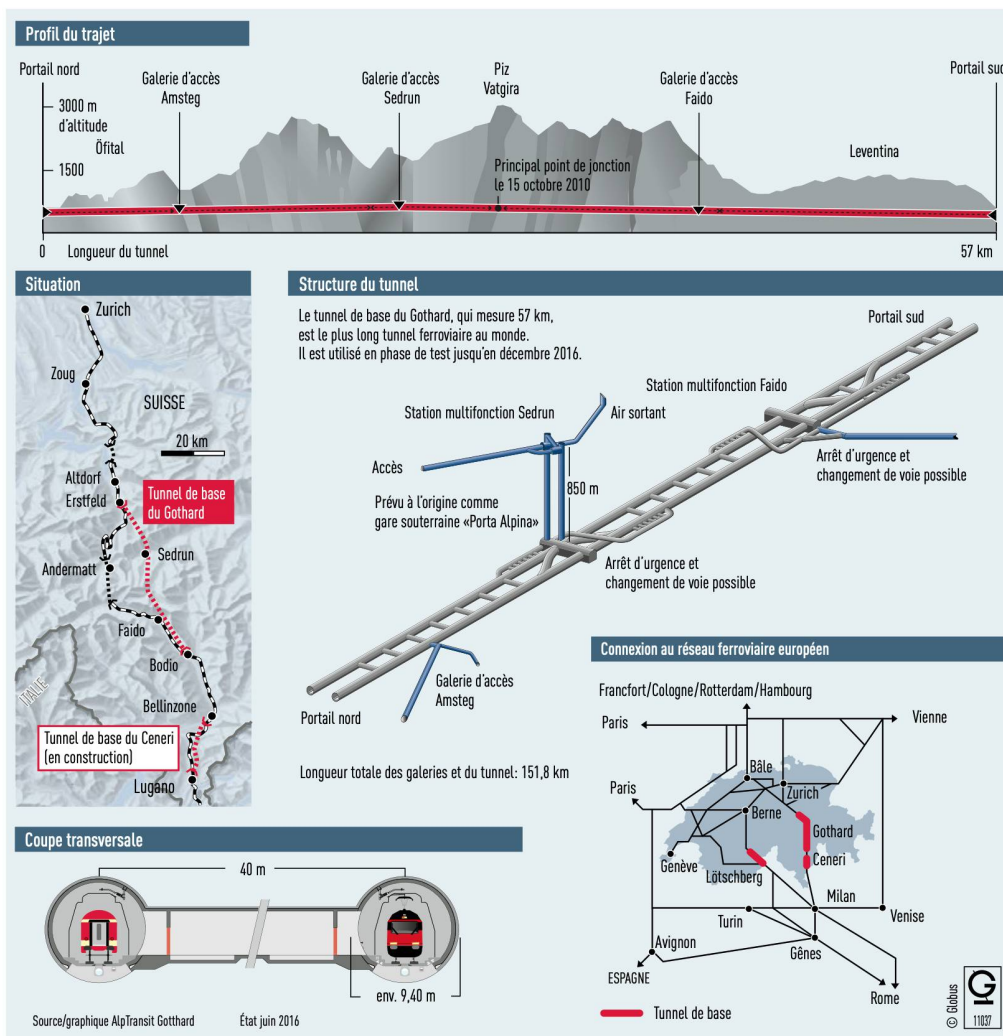 Profil du trajet
Portail nord
Galerie d'accès
Amsteg
Galerie d'accès
Sedrun
Piz
Vatgira
Galerie d'accès
Faido
Portail sud
3000 m
d'altitude
Öfital
1500
Principal point de jonction
le 15 octobre 2010
Leventina
0
Longueur du tunnel
57 km
Situation
Zurich
Zoug
SUISSE
20 km
Altdorf
Erstfeld
Tunnel de base
du Gothard
Sedrun
Andermatt
Faido
Bodio
ITALIE
Bellinzone
Tunnel de base du Ceneri
(en construction)
Lugano
Structure du tunnel
Le tunnel de base du Gothard, qui mesure 57 km,
est le plus long tunnel ferroviaire au monde.
Il est utilisé en phase de test jusqu'en décembre 2016.
Portail sud
Station multifonction Faido
Station multifonction Sedrun
Air sortant
Accès
Arrêt d'urgence et
changement de voie possible
850 m
Prévu à l'origine comme
gare souterraine «Porta Alpina»
Arrêt d'urgence et
changement de voie possible
Galerie d'accès
Amsteg
Portail nord
Longueur totale des galeries et du tunnel: 151,8 km
Connexion au réseau ferroviaire européen
Francfort/Cologne/Rotterdam/Hambourg
Paris
Vienne
Bâle
Paris
Zurich
Berne
Gothard
Genève
Ceneri
Lötschberg
Milan
Turin
Venise
Avignon
Gênes
ESPAGNE
Rome
Tunnel de base
Coupe transversale
40 m
env. 9,40 m
Source/graphique AlpTransit Gotthard
État juin 2016
© Globus
G
11037